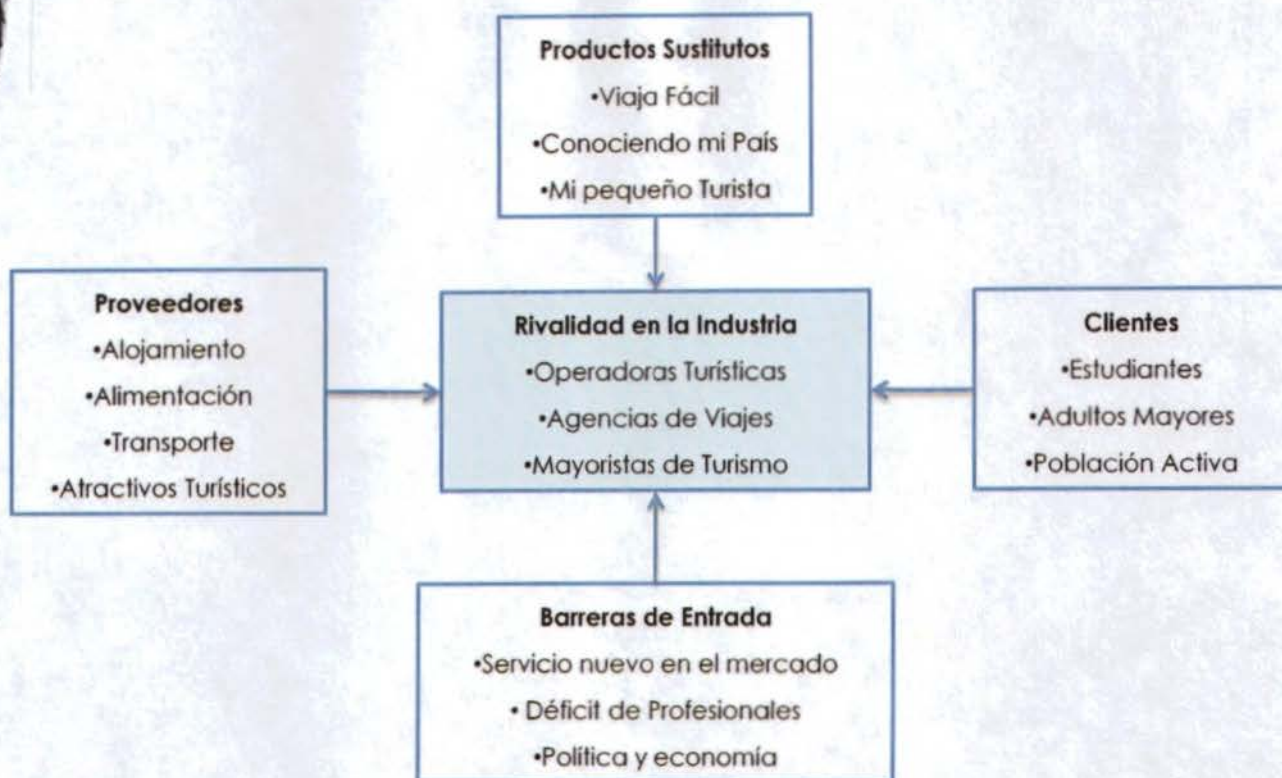 Productos Sustitutos
•Viaja Fácil
•Conociendo mi País
•Mi pequeño Turista
Proveedores
•Alojamiento
•Alimentación
•Transporte
•Atractivos Turísticos
Rivalidad en la Industria
•Operadoras Turísticas
•Agencias de Viajes
•Mayoristas de Turismo
Clientes
•Estudiantes
•Adultos Mayores
•Población Activa
Barreras de Entrada
•Servicio nuevo en el mercado
• Déficit de Profesionales
•Política y economía